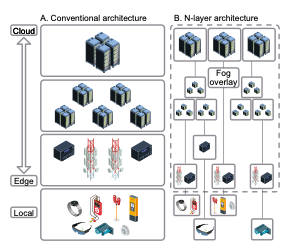 A. Conventional architecture
B. N-layer architecture
Cloud
Fog
overlay
Edge
Local